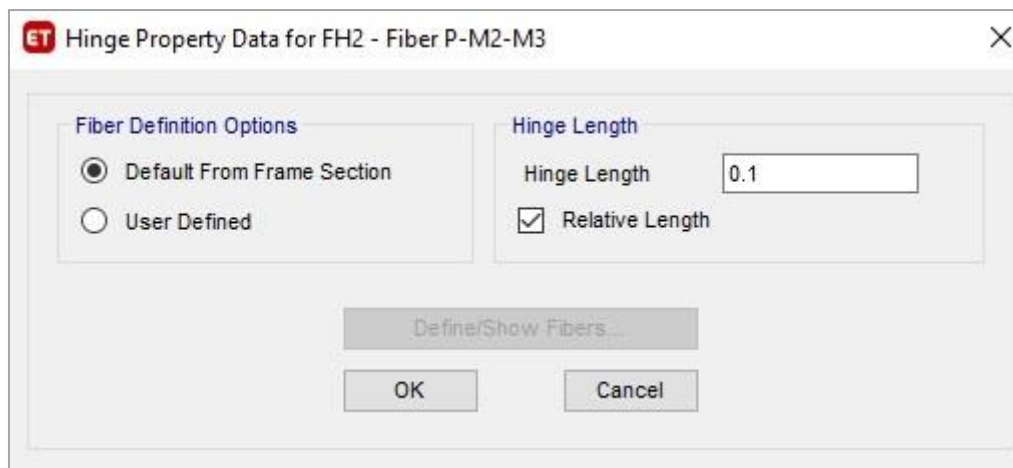 ET Hinge Property Data for FH2 - Fiber P-M2-M3
Fiber Definition Options
Default From Frame Section
User Defined
Hinge Length
Hinge Length 0.1
Relative Length
Define/Show Fibers...
OK Cancel